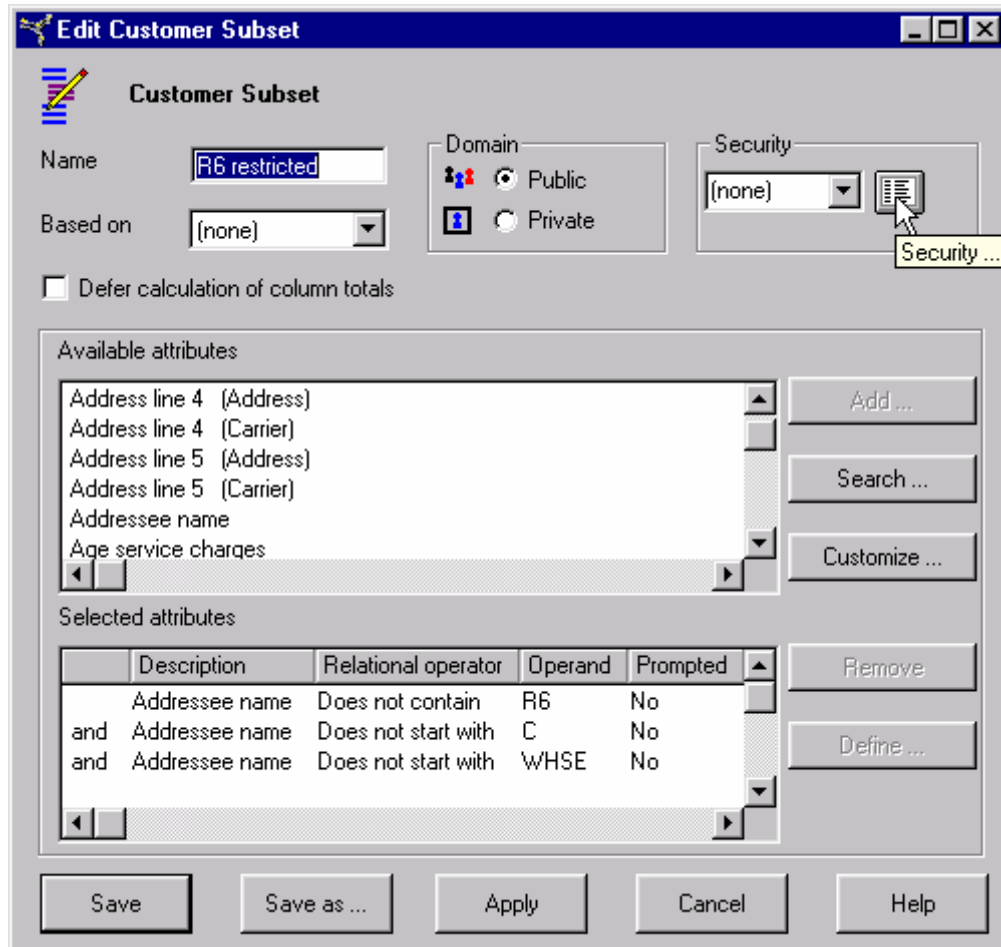 Edit Customer Subset
Customer Subset
Name
R6 restricted
Domain
Public
Private
Security
(none)
Based on
(none)
Security ...
Defer calculation of column totals
Available attributes
Address line 4 (Address)
Address line 4 (Carrier)
Address line 5 (Address)
Address line 5 (Carrier)
Addressee name
Age service charges
Add ...
Search ...
Customize ...
Selected attributes
Description Relational operator Operand Prompted
Addressee name Does not contain R6 No
and Addressee name Does not start with C No
and Addressee name Does not start with WHSE No
Remove
Define ...
Save Save as ... Apply Cancel Help